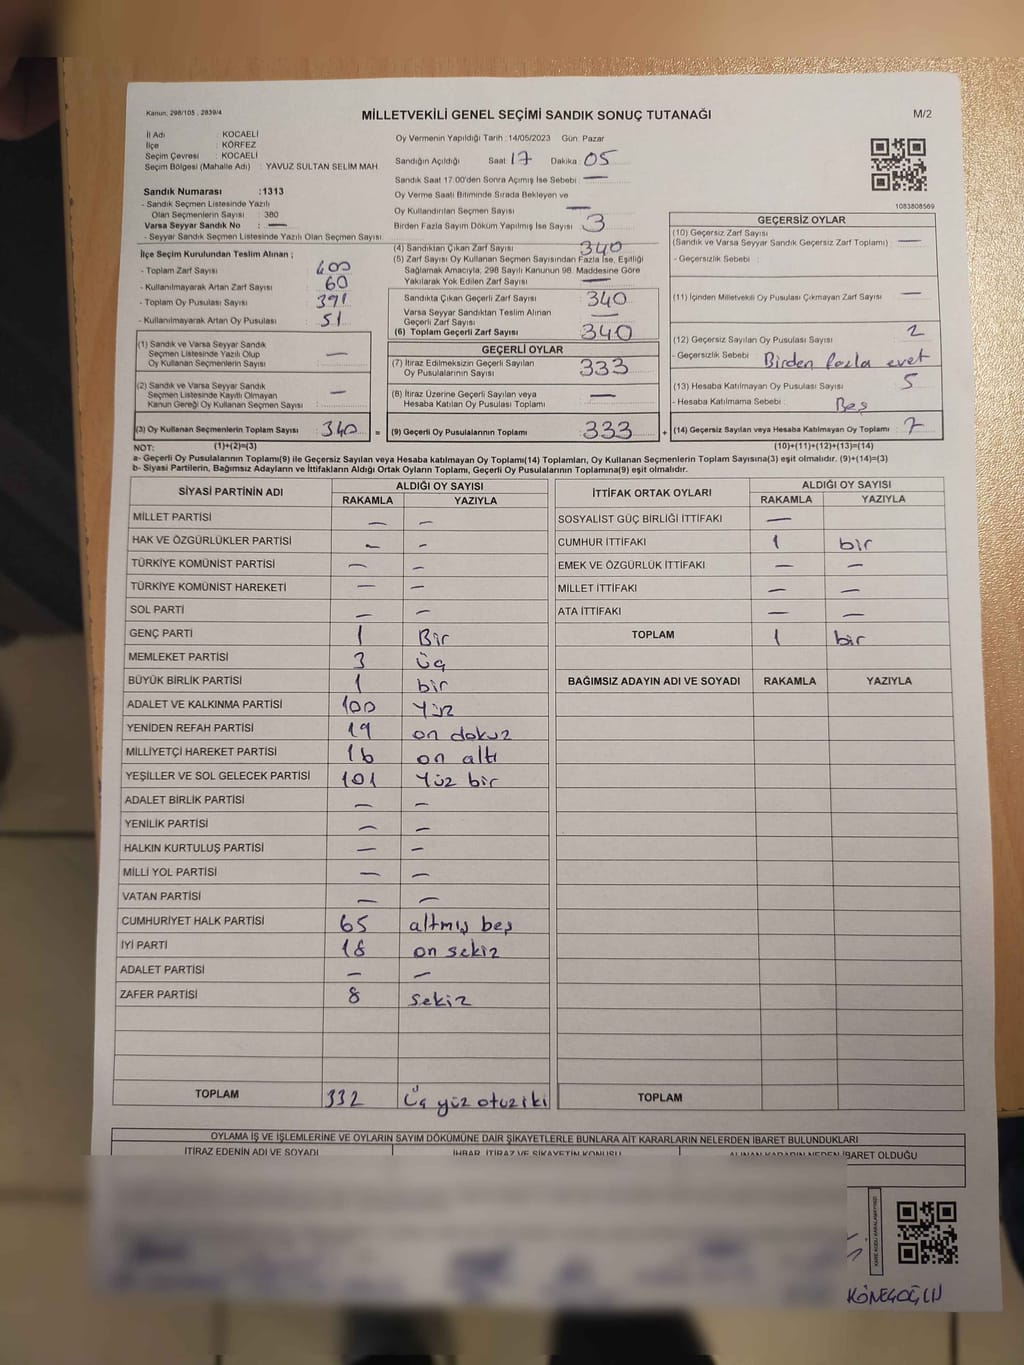 Kanun, 298/105 , 2839/4
MİLLETVEKİLİ GENEL SEÇİMİ SANDIK SONUÇ TUTANAĞI
M/2
İl Adı : KOCAELİ
İlçe : KÖRFEZ
Seçim Çevresi : KOCAELİ
Seçim Bölgesi (Mahalle Adı) : YAVUZ SULTAN SELİM MAH.
Sandık Numarası :1313
- Sandık Seçmen Listesinde Yazılı
Olan Seçmenlerin Sayısı : 380
Varsa Seyyar Sandık No : —
- Seyyar Sandık Seçmen Listesinde Yazılı Olan Seçmen Sayısı:
Oy Vermenin Yapıldığı Tarih : 14/05/2023 Gün: Pazar
Sandığın Açıldığı Saat 17 Dakika 05
Sandık Saat 17.00'den Sonra Açımış İse Sebebi : —
Oy Verme Saati Bitiminde Sırada Bekleyen ve
Oy Kullandırılan Seçmen Sayısı —
Birden Fazla Sayım Döküm Yapılmış İse Sayısı : 3
1083808569
İlçe Seçim Kurulundan Teslim Alınan ;
- Toplam Zarf Sayısı : 400
- Kullanılmayarak Artan Zarf Sayısı : 60
- Toplam Oy Pusulası Sayısı : 391
- Kullanılmayarak Artan Oy Pusulası : 51
(4) Sandıktan Çıkan Zarf Sayısı : 340
(5) Zarf Sayısı Oy Kullanan Seçmen Sayısından Fazla İse, Eşitliği
Sağlamak Amacıyla, 298 Sayılı Kanunun 98. Maddesine Göre
Yakılarak Yok Edilen Zarf Sayısı : —
Sandıkta Çıkan Geçerli Zarf Sayısı : 340
Varsa Seyyar Sandıktan Teslim Alınan
Geçerli Zarf Sayısı : —
(6) Toplam Geçerli Zarf Sayısı : 340
GEÇERSİZ OYLAR
(10) Geçersiz Zarf Sayısı
(Sandık ve Varsa Seyyar Sandık Geçersiz Zarf Toplamı) : —
- Geçersizlik Sebebi :
(11) İçinden Milletvekili Oy Pusulası Çıkmayan Zarf Sayısı : —
(12) Geçersiz Sayılan Oy Pusulası Sayısı : 2
- Geçersizlik Sebebi : Birden fazla evet
(13) Hesaba Katılmayan Oy Pusulası Sayısı : 5
- Hesaba Katılmama Sebebi : Beş
(14) Geçersiz Sayılan veya Hesaba Katılmayan Oy Toplamı : 7
(10)+(11)+(12)+(13)=(14)
(1) Sandık ve Varsa Seyyar Sandık
Seçmen Listesinde Yazılı Olup
Oy Kullanan Seçmenlerin Sayısı : —
(2) Sandık ve Varsa Seyyar Sandık
Seçmen Listesinde Kayıtlı Olmayan
Kanun Gereği Oy Kullanan Seçmen Sayısı : —
(3) Oy Kullanan Seçmenlerin Toplam Sayısı : 340 =
GEÇERLİ OYLAR
(7) İtiraz Edilmeksizin Geçerli Sayılan
Oy Pusulalarının Sayısı : 333
(8) İtiraz Üzerine Geçerli Sayılan veya
Hesaba Katılan Oy Pusulası Toplamı : —
(9) Geçerli Oy Pusulalarının Toplamı : 333 +
NOT: (1)+(2)=(3)
a- Geçerli Oy Pusulalarının Toplamı(9) ile Geçersiz Sayılan veya Hesaba Katılmayan Oy Toplamı(14) Toplamları, Oy Kullanan Seçmenlerin Toplam Sayısına(3) eşit olmalıdır. (9)+(14)=(3)
b- Siyasi Partilerin, Bağımsız Adayların ve İttifakların Aldığı Ortak Oyların Toplamı, Geçerli Oy Pusulalarının Toplamına(9) eşit olmalıdır.
SİYASİ PARTİNİN ADI ALDIĞI OY SAYISI
RAKAMLA YAZIYLA
MİLLET PARTİSİ — —
HAK VE ÖZGÜRLÜKLER PARTİSİ — —
TÜRKİYE KOMÜNİST PARTİSİ — —
TÜRKİYE KOMÜNİST HAREKETİ — —
SOL PARTİ — —
GENÇ PARTİ 1 Bir
MEMLEKET PARTİSİ 3 üç
BÜYÜK BİRLİK PARTİSİ 1 bir
ADALET VE KALKINMA PARTİSİ 100 Yüz
YENİDEN REFAH PARTİSİ 19 on dokuz
MİLLİYETÇİ HAREKET PARTİSİ 16 on altı
YEŞİLLER VE SOL GELECEK PARTİSİ 101 Yüz bir
ADALET BİRLİK PARTİSİ — —
YENİLİK PARTİSİ — —
HALKIN KURTULUŞ PARTİSİ — —
MİLLİ YOL PARTİSİ — —
VATAN PARTİSİ — —
CUMHURİYET HALK PARTİSİ 65 altmış beş
İYİ PARTİ 18 on sekiz
ADALET PARTİSİ — —
ZAFER PARTİSİ 8 sekiz
TOPLAM 332 Üç yüz otuz iki
İTTİFAK ORTAK OYLARI ALDIĞI OY SAYISI
RAKAMLA YAZIYLA
SOSYALİST GÜÇ BİRLİĞİ İTTİFAKI —
CUMHUR İTTİFAKI 1 bir
EMEK VE ÖZGÜRLÜK İTTİFAKI — —
MİLLET İTTİFAKI — —
ATA İTTİFAKI — —
TOPLAM 1 bir
BAĞIMSIZ ADAYIN ADI VE SOYADI RAKAMLA YAZIYLA
TOPLAM
OYLAMA İŞ VE İŞLEMLERİNE VE OYLARIN SAYIM DÖKÜMÜNE DAİR ŞİKAYETLERLE BUNLARA AİT KARARLARIN NELERDEN İBARET BULUNDUKLARI
İTİRAZ EDENİN ADI VE SOYADI İHBAR, İTİRAZ VE ŞİKAYETİN KONUSU ALINAN KARARIN NEDEN İBARET OLDUĞU